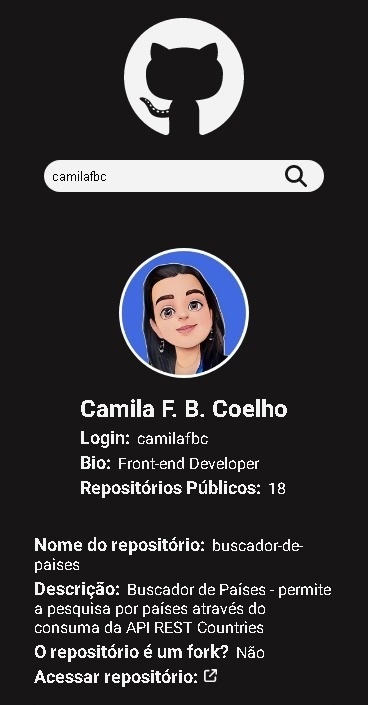 camilafbc
Camila F. B. Coelho
Login: camilafbc
Bio: Front-end Developer
Repositórios Públicos: 18
Nome do repositório: buscador-de-
paises
Descrição: Buscador de Países - permite
a pesquisa por países através do
consuma da API REST Countries
O repositório é um fork? Não
Acessar repositório: